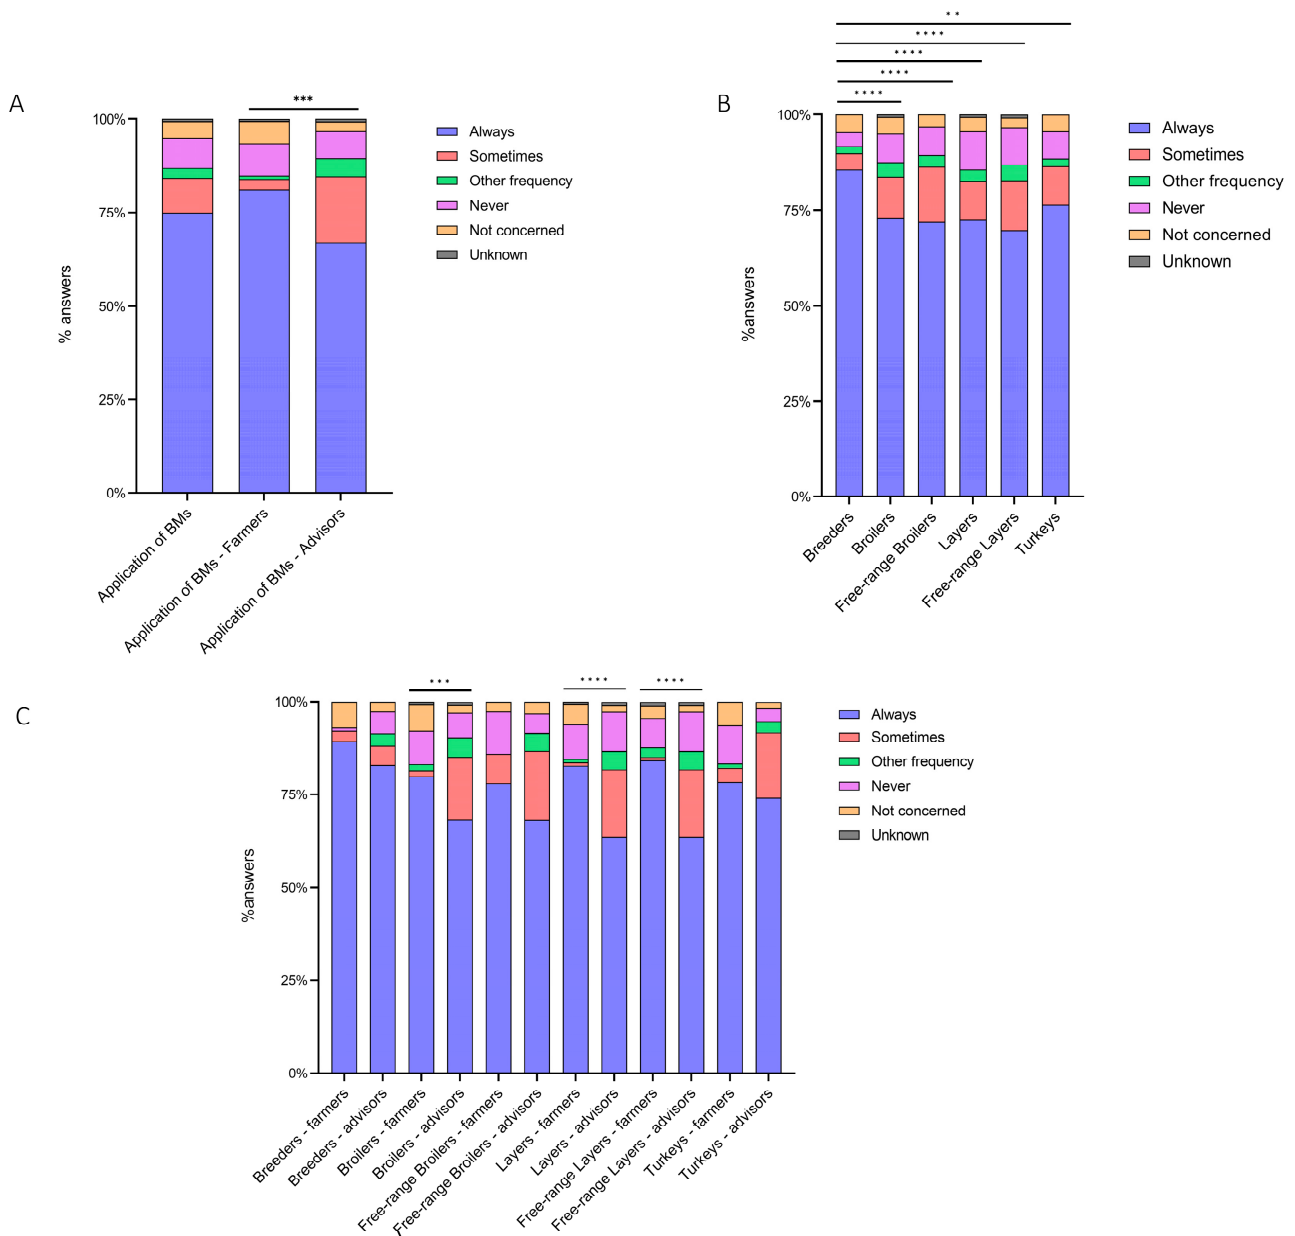 A
***
100%
75%
50%
25%
0%
% answers
Application of BMs
Application of BMs - Farmers
Application of BMs - Advisors
Always
Sometimes
Other frequency
Never
Not concerned
Unknown
B
**
****
****
****
****
100%
75%
50%
25%
0%
%answers
Breeders
Broilers
Free-range Broilers
Layers
Free-range Layers
Turkeys
Always
Sometimes
Other frequency
Never
Not concerned
Unknown
C
***
****
****
100%
75%
50%
25%
0%
%answers
Breeders - farmers
Breeders - advisors
Broilers - farmers
Broilers - advisors
Free-range Broilers - farmers
Free-range Broilers - advisors
Layers - farmers
Layers - advisors
Free-range Layers - farmers
Free-range Layers - advisors
Turkeys - farmers
Turkeys - advisors
Always
Sometimes
Other frequency
Never
Not concerned
Unknown